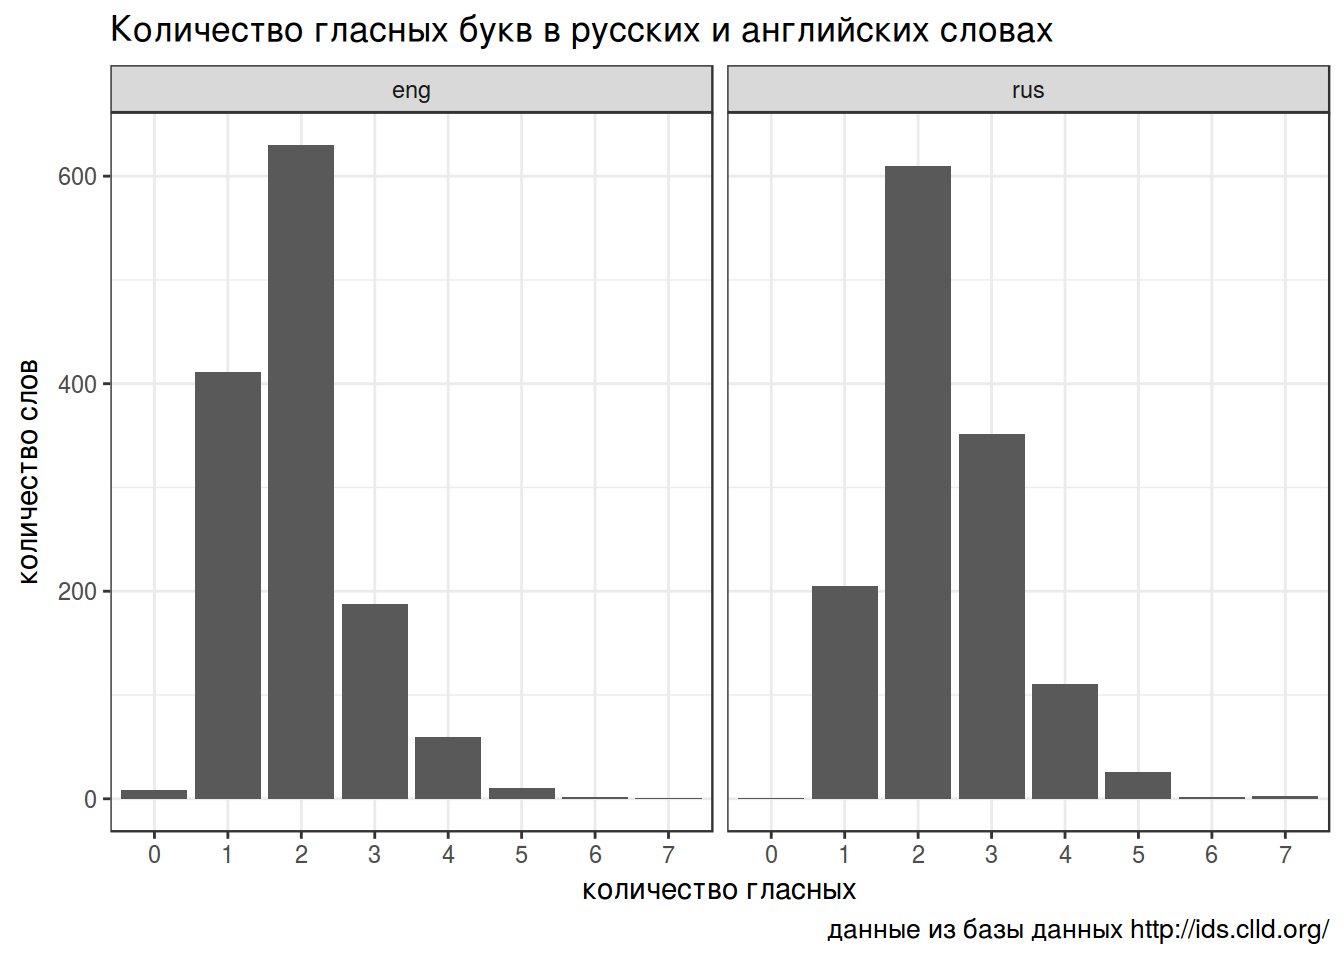 Количество гласных букв в русских и английских словах
eng
rus
600
400
200
0
количество слов
0 1 2 3 4 5 6 7
0 1 2 3 4 5 6 7
количество гласных
данные из базы данных http://ids.clld.org/